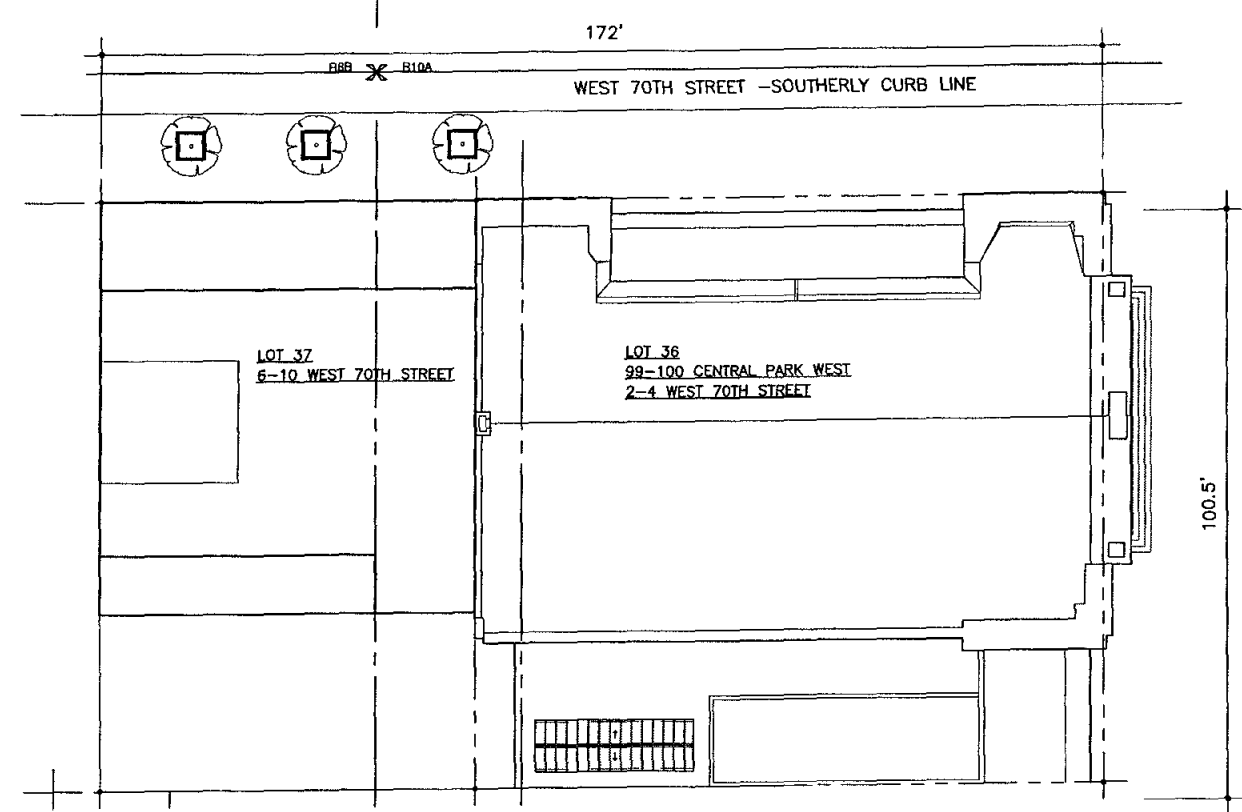 172'
R8B B10A
WEST 70TH STREET -SOUTHERLY CURB LINE
LOT 37
6-10 WEST 70TH STREET
LOT 36
99-100 CENTRAL PARK WEST
2-4 WEST 70TH STREET
100.5'